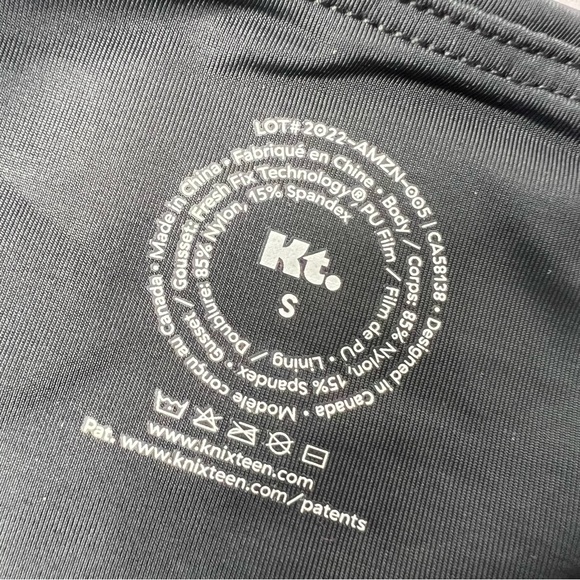 LOT# 2022-AMZN-005 | CA58138 • Designed in Canada • Modèle conçu au Canada • Made in China • Fabriqué en Chine •
Body / Corps: 85% Nylon, 15% Spandex • Gusset / Gousset: Fresh Fix Technology®, PU Film / Film de PU • Lining / Doublure: 85% Nylon, 15% Spandex
Kt.
S
www.knixteen.com
Pat. www.knixteen.com/patents